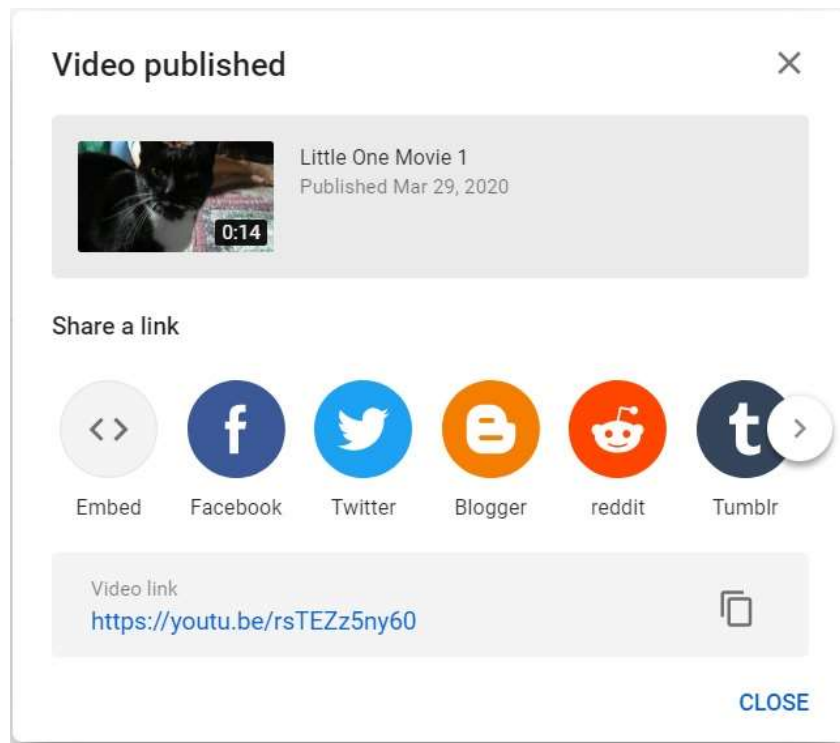 Video published
Little One Movie 1
Published Mar 29, 2020
0:14
Share a link
Embed Facebook Twitter Blogger reddit Tumblr
Video link
https://youtu.be/rsTEZz5ny60
CLOSE